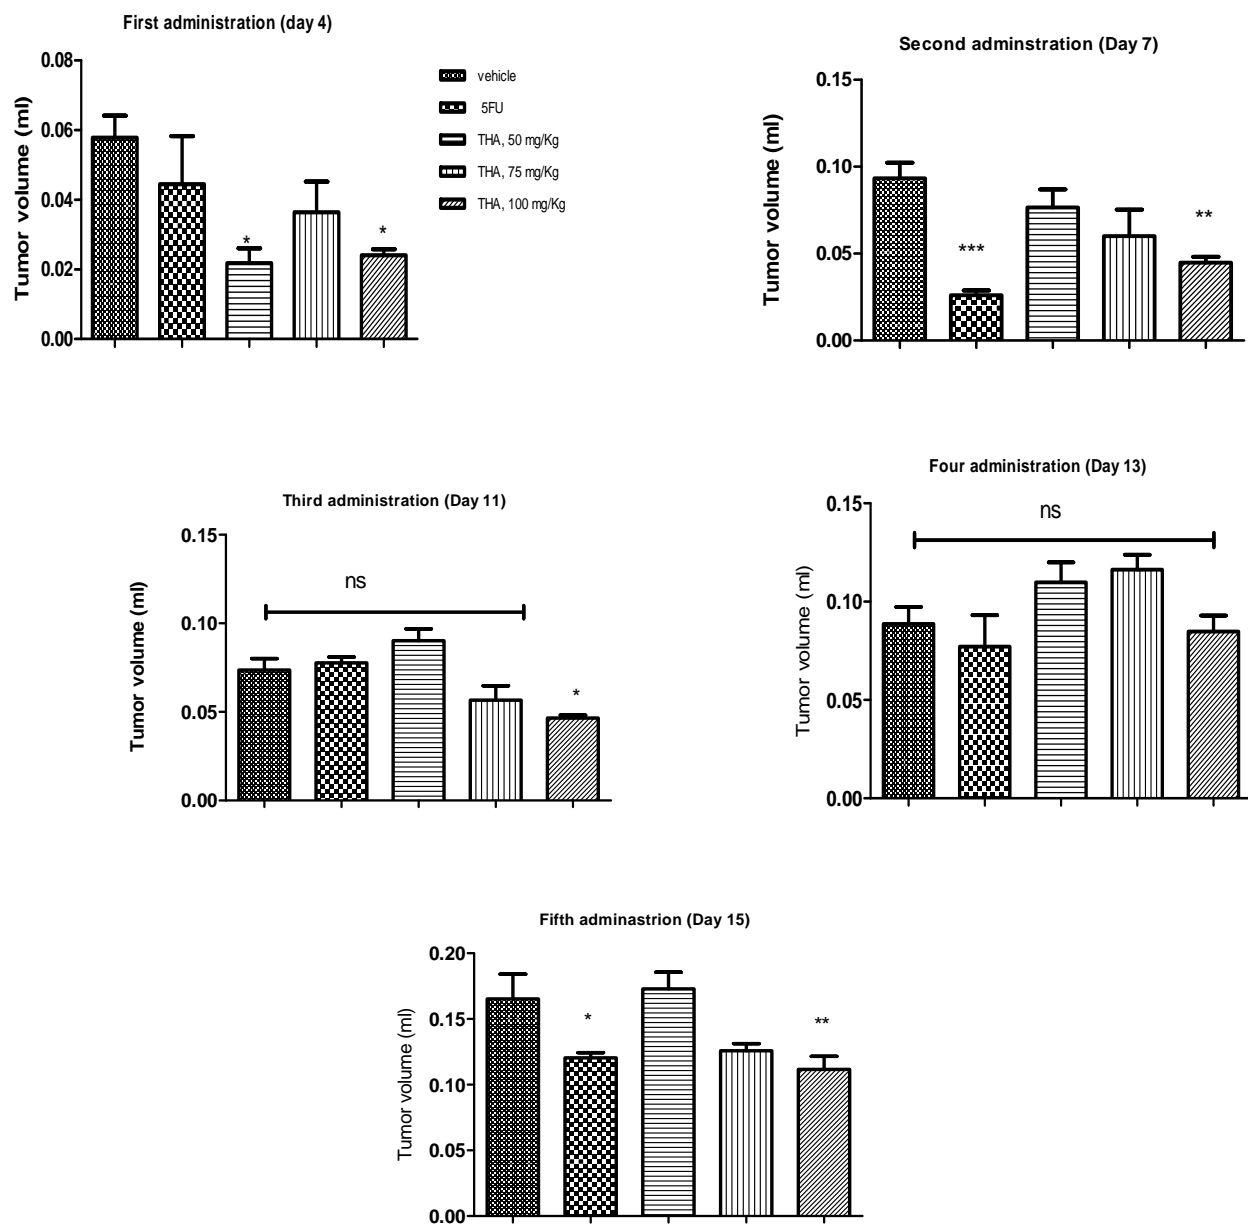 First administration (day 4)
0.08
0.06
0.04
0.02
0.00
Tumor volume (ml)
*
*
vehicle
5FU
THA, 50 mg/Kg
THA, 75 mg/Kg
THA, 100 mg/Kg
Second adminstration (Day 7)
0.15
0.10
0.05
0.00
Tumor volume (ml)
***
**
Third administration (Day 11)
0.15
0.10
0.05
0.00
Tumor volume (ml)
ns
*
Four administration (Day 13)
0.15
0.10
0.05
0.00
Tumor volume (ml)
ns
Fifth adminastrion (Day 15)
0.20
0.15
0.10
0.05
0.00
Tumor volume (ml)
*
**